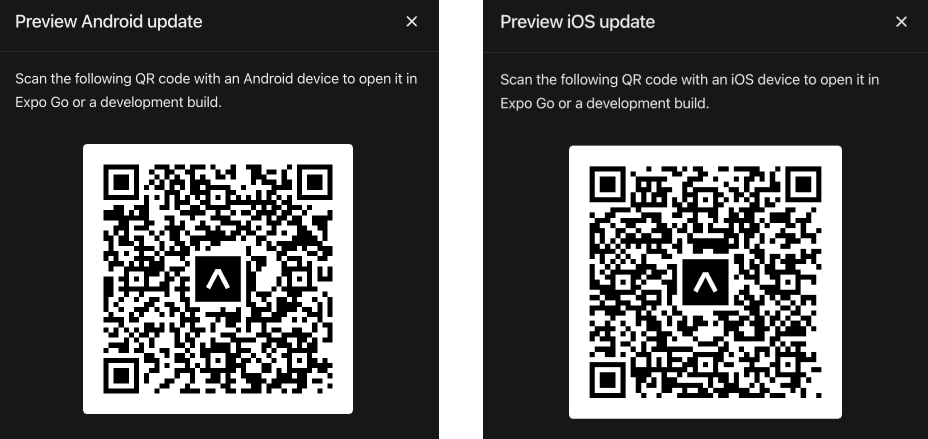 Preview Android update
Scan the following QR code with an Android device to open it in
Expo Go or a development build.
Preview iOS update
Scan the following QR code with an iOS device to open it in
Expo Go or a development build.